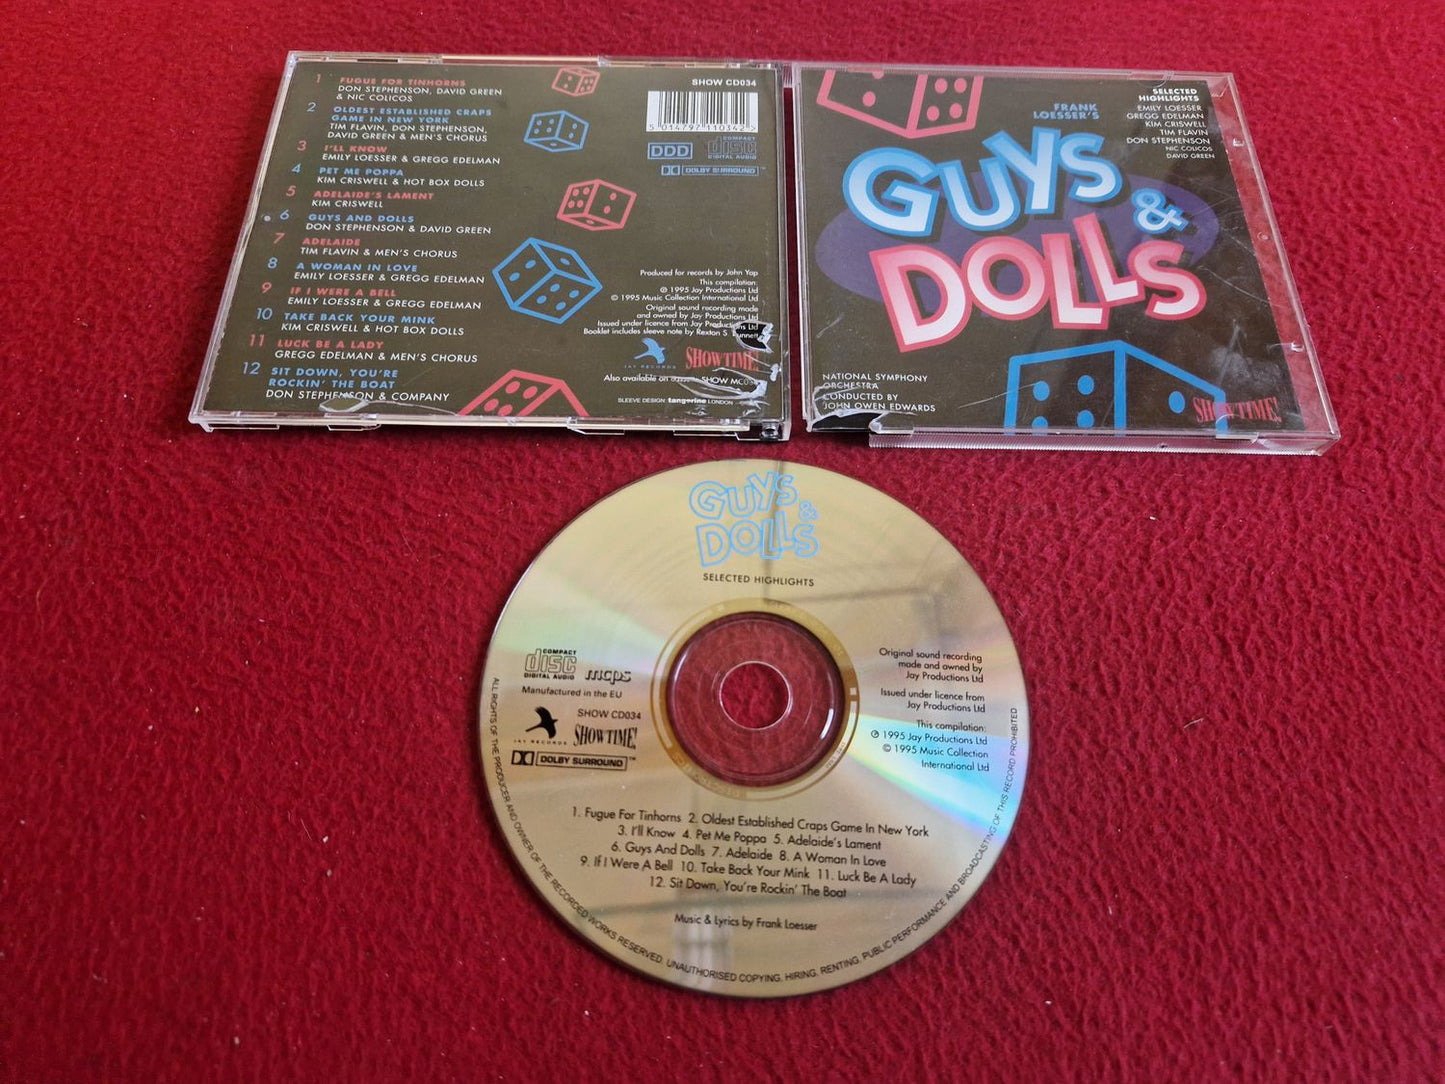 1 FUGUE FOR TINHORNS
DON STEPHENSON, DAVID GREEN
& NIC COLICOS
2 OLDEST ESTABLISHED CRAPS
GAME IN NEW YORK
TIM FLAVIN, DON STEPHENSON,
DAVID GREEN & MEN'S CHORUS
3 I'LL KNOW
EMILY LOESSER & GREGG EDELMAN
4 PET ME POPPA
KIM CRISWELL & HOT BOX DOLLS
5 ADELAIDE'S LAMENT
KIM CRISWELL
6 GUYS AND DOLLS
DON STEPHENSON & DAVID GREEN
7 ADELAIDE
TIM FLAVIN & MEN'S CHORUS
8 A WOMAN IN LOVE
EMILY LOESSER & GREGG EDELMAN
9 IF I WERE A BELL
EMILY LOESSER & GREGG EDELMAN
10 TAKE BACK YOUR MINK
KIM CRISWELL & HOT BOX DOLLS
11 LUCK BE A LADY
GREGG EDELMAN & MEN'S CHORUS
12 SIT DOWN, YOU'RE
ROCKIN' THE BOAT
DON STEPHENSON & COMPANY
SHOW CD034
5 014797 110342
DDD
COMPACT
disc
DIGITAL AUDIO
DOLBY SURROUND™
Produced for records by John Yap
This compilation:
℗ 1995 Jay Productions Ltd
© 1995 Music Collection International Ltd
Original sound recording made
and owned by Jay Productions Ltd
Issued under licence from Jay Productions Ltd
Booklet includes sleeve note by Rexton S.
JAY RECORDS
SHOWTIME!
Also available on SHOW
SLEEVE DESIGN: tangerine LONDON
FRANK
LOESSER'S
GUYS
&
DOLLS
SELECTED
HIGHLIGHTS
EMILY LOESSER
GREGG EDELMAN
KIM CRISWELL
TIM FLAVIN
DON STEPHENSON
NIC COLICOS
DAVID GREEN
NATIONAL SYMPHONY
ORCHESTRA
CONDUCTED BY
JOHN OWEN EDWARDS
SHOWTIME!
GUYS
&
DOLLS
SELECTED HIGHLIGHTS
COMPACT
disc
DIGITAL AUDIO
mcps
Manufactured in the EU
SHOW CD034
JAY RECORDS
SHOWTIME!
DOLBY SURROUND™
Original sound recording
made and owned by
Jay Productions Ltd
Issued under licence from
Jay Productions Ltd
This compilation:
℗ 1995 Jay Productions Ltd
© 1995 Music Collection
International Ltd
1. Fugue For Tinhorns 2. Oldest Established Craps Game In New York
3. I'll Know 4. Pet Me Poppa 5. Adelaide's Lament
6. Guys And Dolls 7. Adelaide 8. A Woman In Love
9. If I Were A Bell 10. Take Back Your Mink 11. Luck Be A Lady
12. Sit Down, You're Rockin' The Boat
Music & Lyrics by Frank Loesser
ALL RIGHTS OF THE PRODUCER AND OWNER OF THE RECORDED WORKS RESERVED. UNAUTHORISED COPYING, HIRING, RENTING, PUBLIC PERFORMANCE AND BROADCASTING OF THIS RECORD PROHIBITED